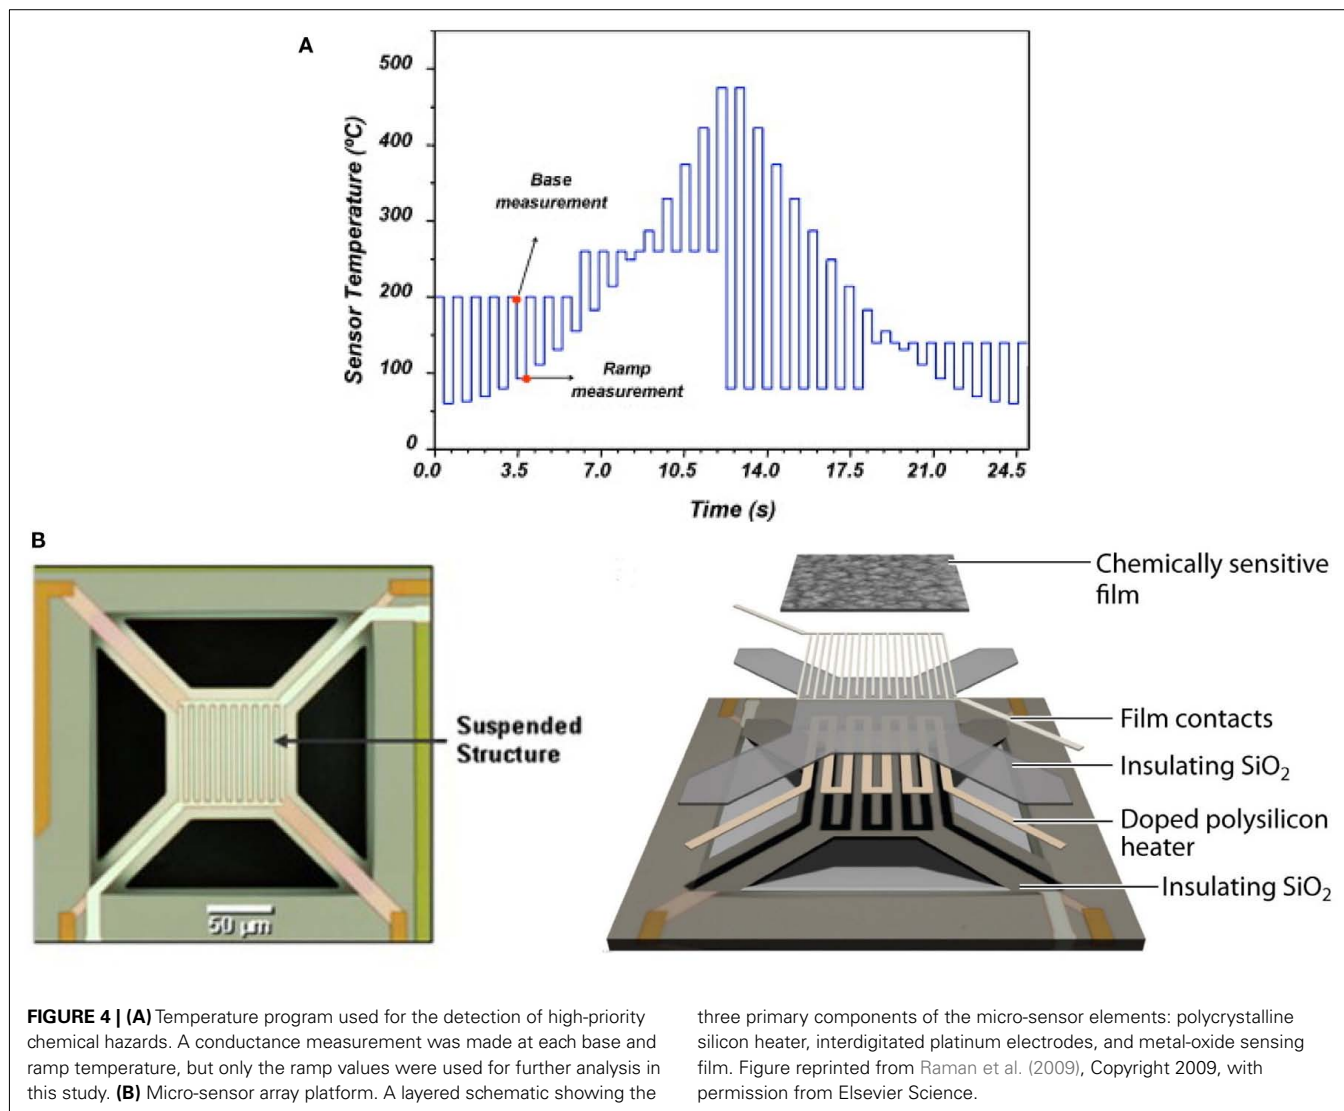 A
500
400
300
200
100
0
Sensor Temperature (ºC)
Base
measurement
Ramp
measurement
0.0 3.5 7.0 10.5 14.0 17.5 21.0 24.5
Time (s)
B
Suspended
Structure
50 µm
Chemically sensitive
film
Film contacts
Insulating SiO₂
Doped polysilicon
heater
Insulating SiO₂
FIGURE 4 | (A) Temperature program used for the detection of high-priority
chemical hazards. A conductance measurement was made at each base and
ramp temperature, but only the ramp values were used for further analysis in
this study. (B) Micro-sensor array platform. A layered schematic showing the
three primary components of the micro-sensor elements: polycrystalline
silicon heater, interdigitated platinum electrodes, and metal-oxide sensing
film. Figure reprinted from Raman et al. (2009), Copyright 2009, with
permission from Elsevier Science.